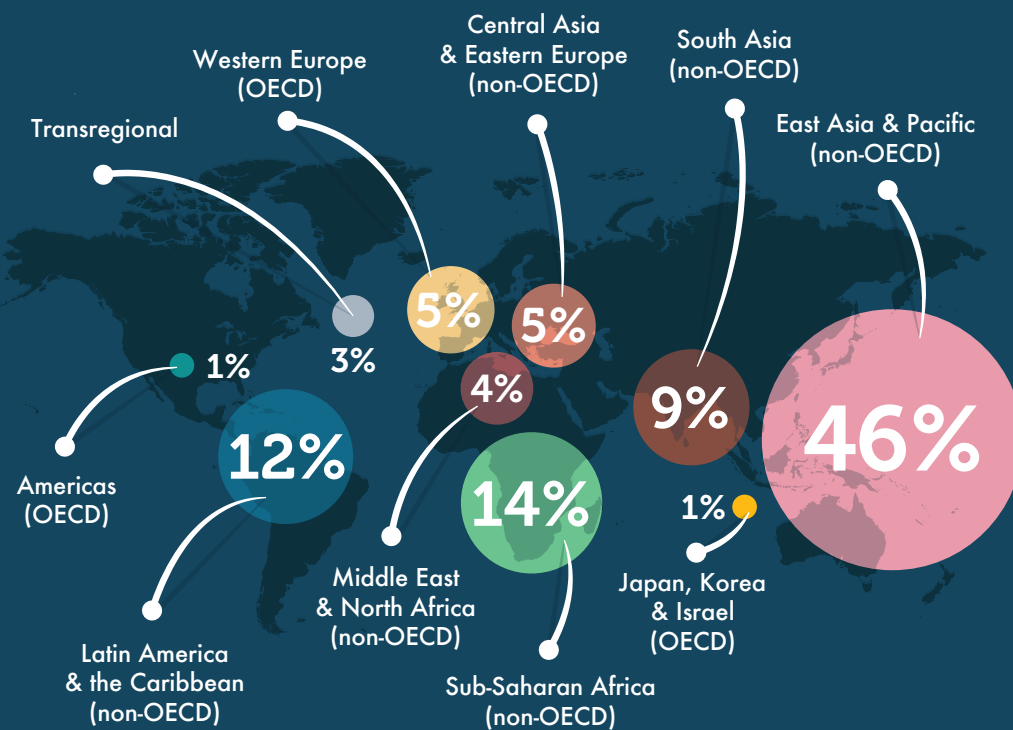 Central Asia
& Eastern Europe
(non-OECD)
South Asia
(non-OECD)
Western Europe
(OECD)
Transregional
East Asia & Pacific
(non-OECD)
5%
5%
3%
1%
4%
9%
46%
12%
14%
1%
Americas
(OECD)
Middle East
& North Africa
(non-OECD)
Japan, Korea
& Israel
(OECD)
Latin America
& the Caribbean
(non-OECD)
Sub-Saharan Africa
(non-OECD)